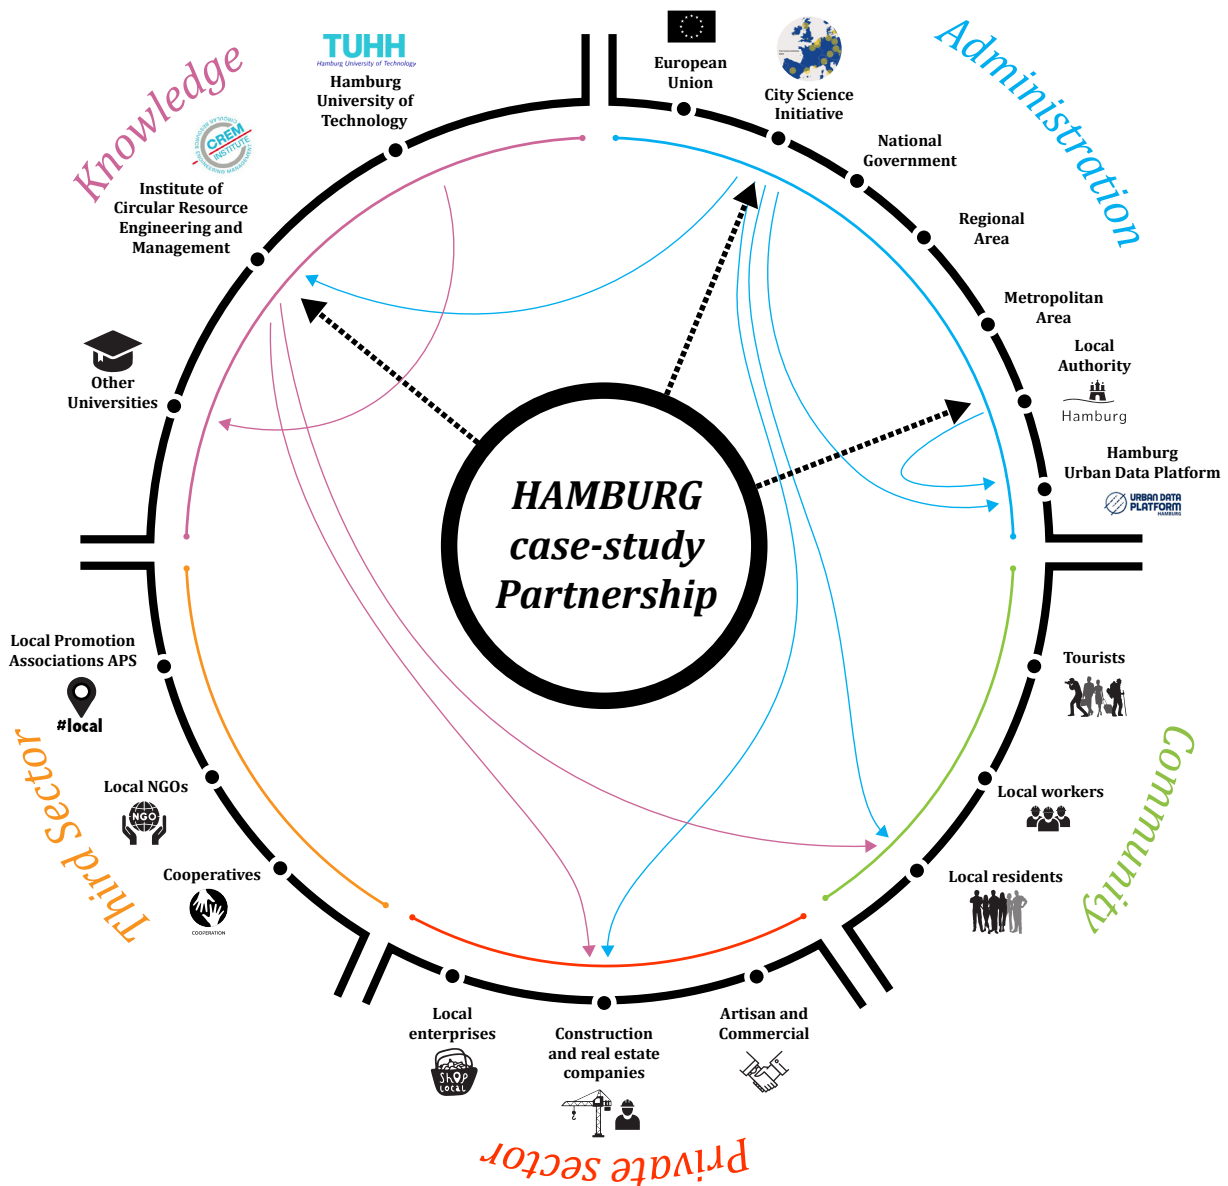 Knowledge
TUHH
Hamburg University of Technology
Hamburg
University of
Technology
CREM
INSTITUTE
Institute of
Circular Resource
Engineering and
Management
Other
Universities
European
Union
City Science
Initiative
Administration
National
Government
Regional
Area
Metropolitan
Area
Local
Authority
Hamburg
Hamburg
Urban Data Platform
URBAN DATA
PLATFORM
HAMBURG
HAMBURG
case-study
Partnership
Local Promotion
Associations APS
#local
Third Sector
Local NGOs
NGO
Cooperatives
COOPERATION
Tourists
Community
Local workers
Local residents
Local
enterprises
ShOP
LOCAL
Construction
and real estate
companies
Artisan and
Commercial
Private sector